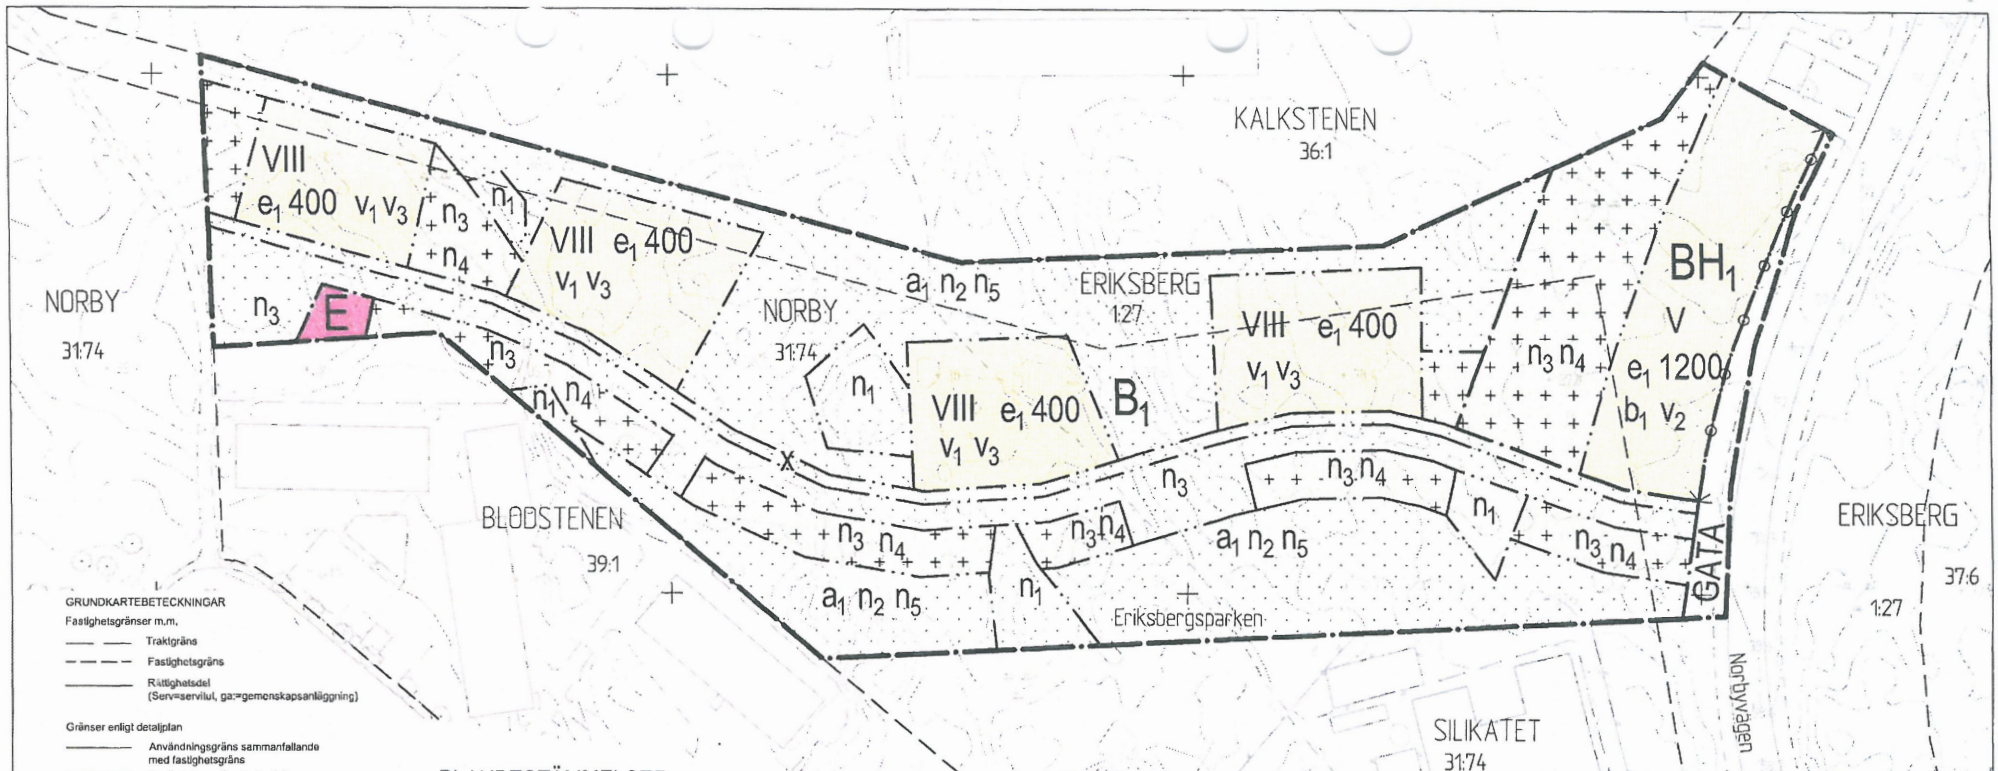 KALKSTENEN
36:1
VIII
e₁ 400 v₁ v₃
n₃
n₄
n₁
VIII e₁ 400
v₁ v₃
a₁ n₂ n₅
ERIKSBERG
1:27
BH₁
V
e₁ 1200
b₁ v₂
NORBY
31:74
n₃
E
NORBY
31:74
n₁
VIII e₁ 400
v₁ v₃
B₁
VIII e₁ 400
v₁ v₃
n₃ n₄
n₃
n₁ n₄
x
n₃
n₃ n₄
n₁
BLODSTENEN
39:1
n₃ n₄
n₃ n₄
a₁ n₂ n₅
n₃ n₄
GATA
ERIKSBERG
37:6
1:27
a₁ n₂ n₅
n₁
Eriksbergsparken
Norbyvägen
SILIKATET
31:74
GRUNDKARTEBETECKNINGAR
Fastighetsgränser m.m.
Traktgräns
Fastighetsgräns
Rättighetsdel
(Serv=servitut, ga:=gemenskapsanläggning)
Gränser enligt detaljplan
Användningsgräns sammanfallande
med fastighetsgräns